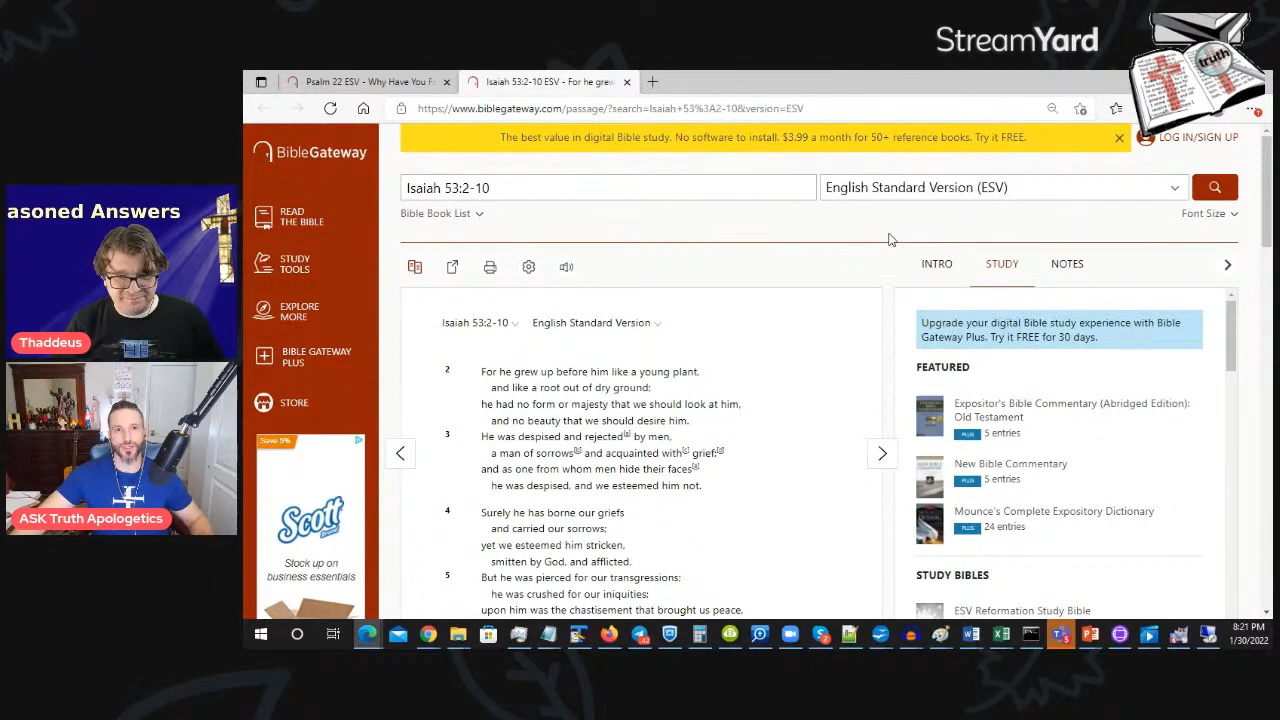 StreamYard
truth
Psalm 22 ESV - Why Have You F
Isaiah 53:2-10 ESV - For he grew
https://www.biblegateway.com/passage/?search=Isaiah+53%3A2-10&version=ESV
The best value in digital Bible study. No software to install. $3.99 a month for 50+ reference books. Try it FREE.
LOG IN/SIGN UP
BibleGateway
READ
THE BIBLE
STUDY
TOOLS
EXPLORE
MORE
BIBLE GATEWAY
PLUS
STORE
Save 5%
Scott
Stock up on
business essentials
Isaiah 53:2-10
English Standard Version (ESV)
Bible Book List
Font Size
INTRO
STUDY
NOTES
Isaiah 53:2-10
English Standard Version
2 For he grew up before him like a young plant,
and like a root out of dry ground;
he had no form or majesty that we should look at him,
and no beauty that we should desire him.
3 He was despised and rejected by men,
a man of sorrows and acquainted with grief;
and as one from whom men hide their faces
he was despised, and we esteemed him not.
4 Surely he has borne our griefs
and carried our sorrows;
yet we esteemed him stricken,
smitten by God, and afflicted.
5 But he was pierced for our transgressions;
he was crushed for our iniquities;
upon him was the chastisement that brought us peace,
Upgrade your digital Bible study experience with Bible
Gateway Plus. Try it FREE for 30 days.
FEATURED
Expositor's Bible Commentary (Abridged Edition):
Old Testament
PLUS 5 entries
New Bible Commentary
PLUS 5 entries
Mounce's Complete Expository Dictionary
PLUS 24 entries
STUDY BIBLES
ESV Reformation Study Bible
asoned Answers
HE
Thaddeus
ASK Truth Apologetics
8:21 PM
1/30/2022